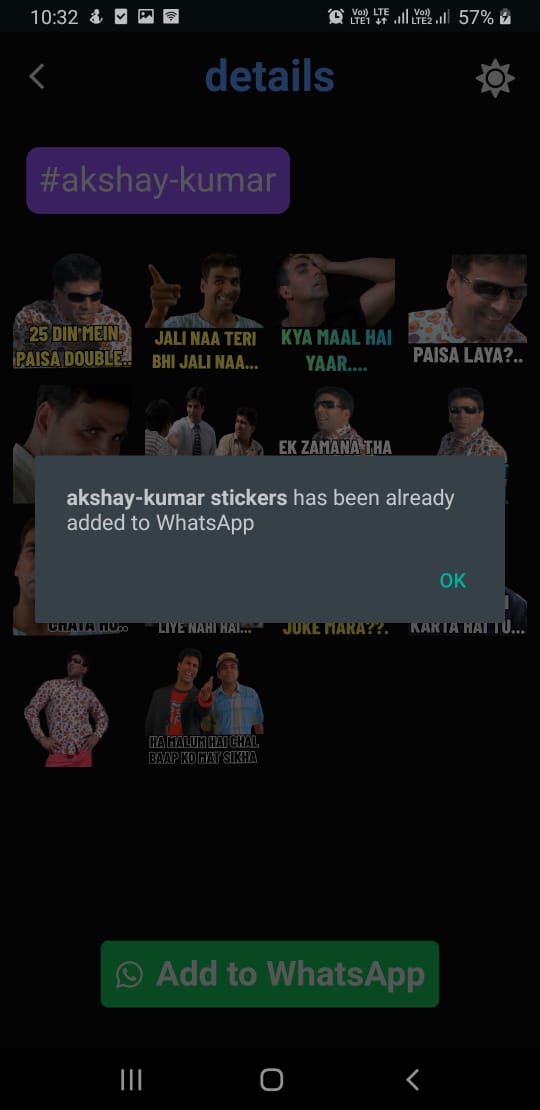 10:32
Vo)) LTE1
LTE
Vo)) LTE2
57%
details
#akshay-kumar
25 DIN MEIN
PAISA DOUBLE..
JALI NAA TERI
BHI JALI NAA...
KYA MAAL HAI
YAAR....
PAISA LAYA?..
EK ZAMANA THA
akshay-kumar stickers has been already
added to WhatsApp
OK
CHATA HU..
LIYE NAHI HAI...
JOKE MARA??.
KARTA HAI TU...
HA MALUM HAI CHAL
BAAP KO MAT SIKHA
Add to WhatsApp